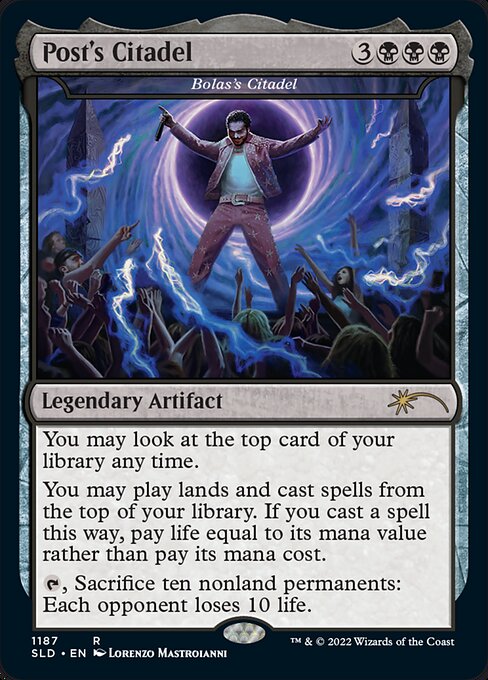 Post's Citadel 3
Bolas's Citadel
Legendary Artifact
You may look at the top card of your
library any time.
You may play lands and cast spells from
the top of your library. If you cast a spell
this way, pay life equal to its mana value
rather than pay its mana cost.
, Sacrifice ten nonland permanents:
Each opponent loses 10 life.
1187 R
SLD • EN Lorenzo Mastroianni
™ & © 2022 Wizards of the Coast